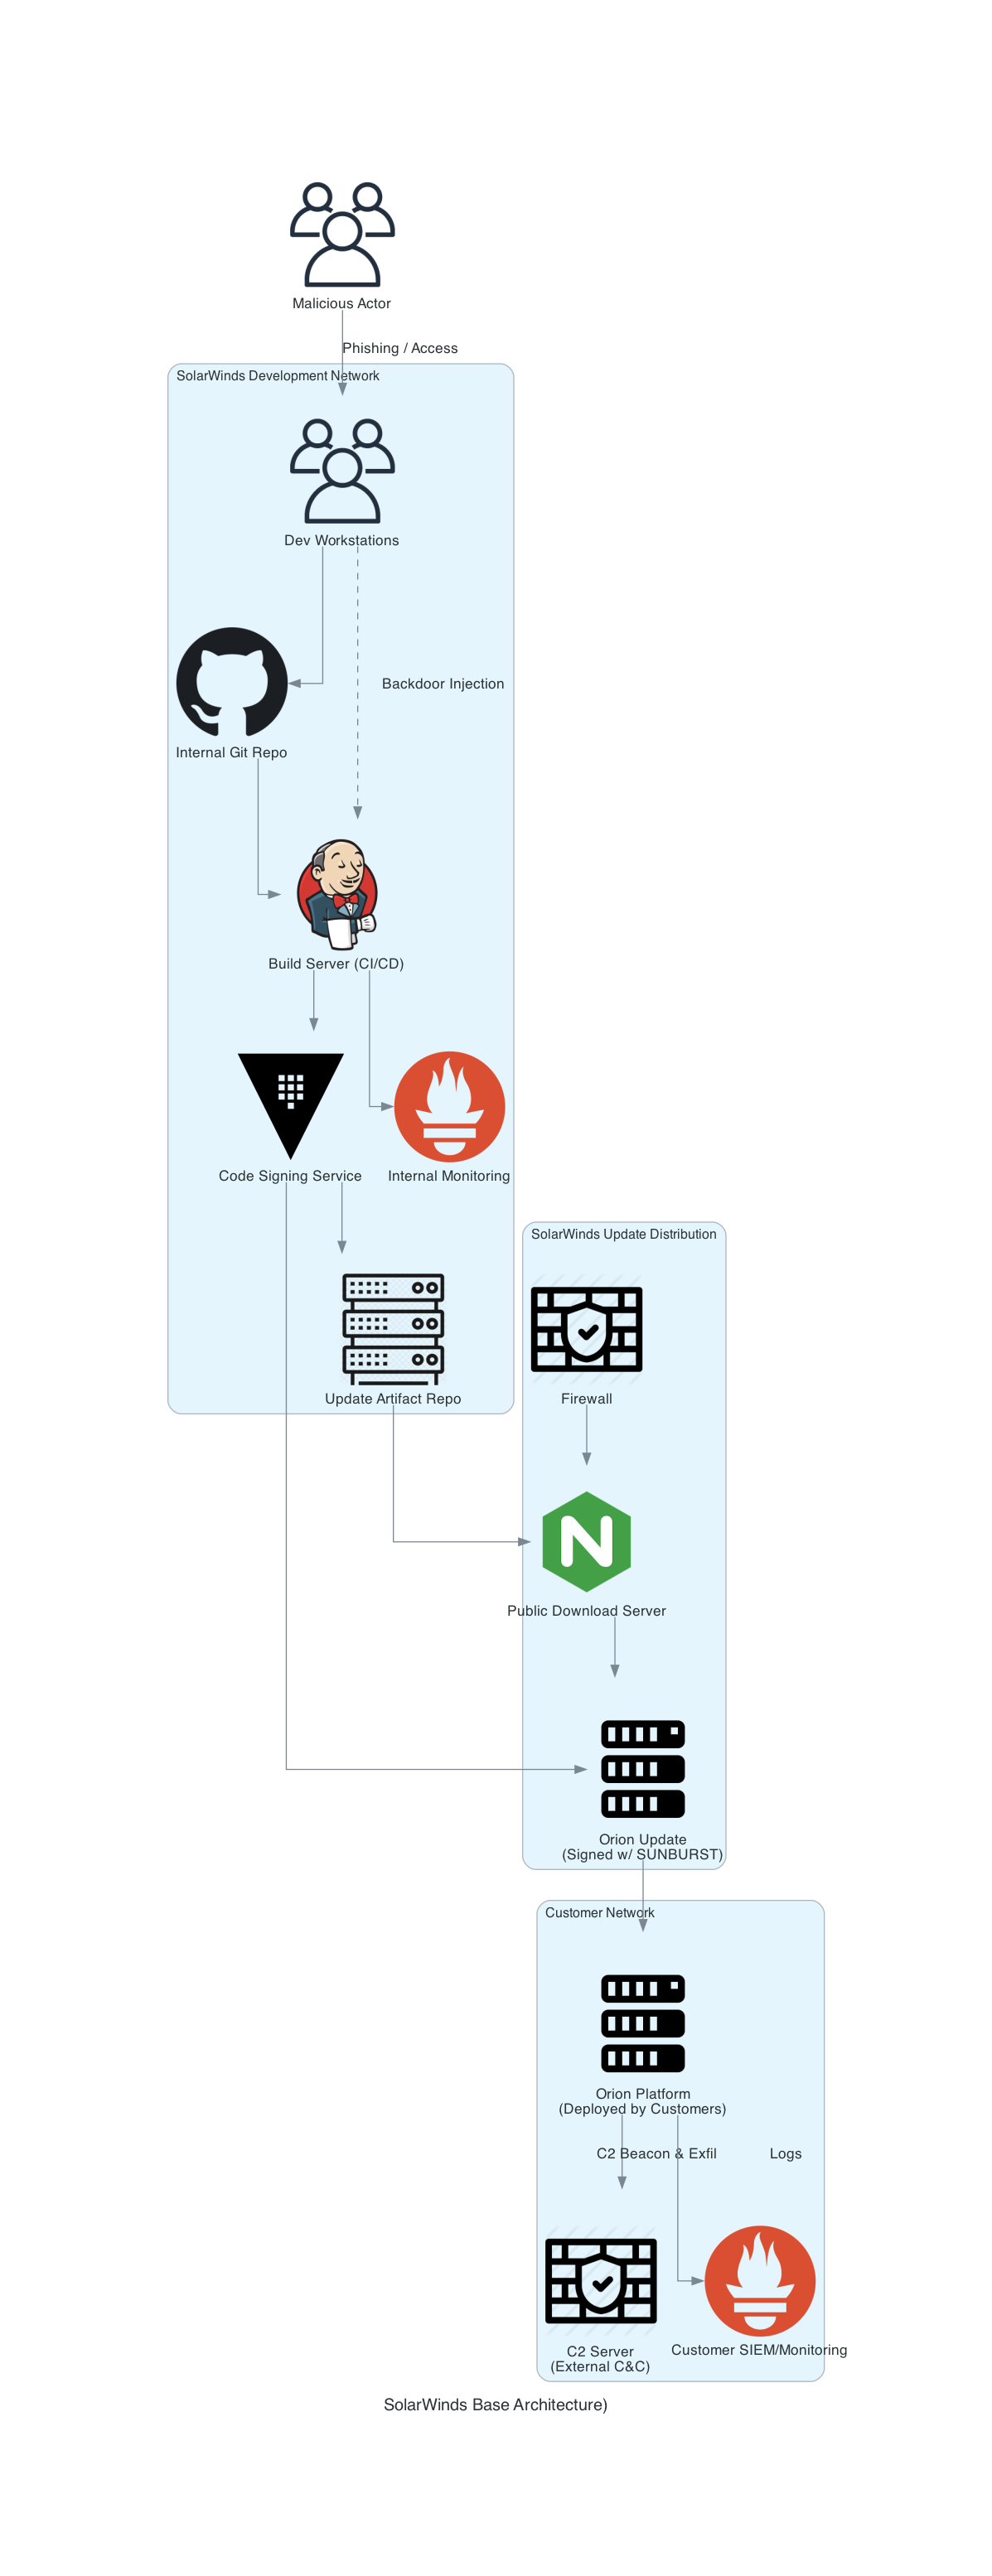 Malicious Actor
Phishing / Access
SolarWinds Development Network
Dev Workstations
Backdoor Injection
Internal Git Repo
Build Server (CI/CD)
Code Signing Service
Internal Monitoring
SolarWinds Update Distribution
Update Artifact Repo
Firewall
Public Download Server
Orion Update
(Signed w/ SUNBURST)
Customer Network
Orion Platform
(Deployed by Customers)
C2 Beacon & Exfil
Logs
C2 Server
(External C&C)
Customer SIEM/Monitoring
SolarWinds Base Architecture)